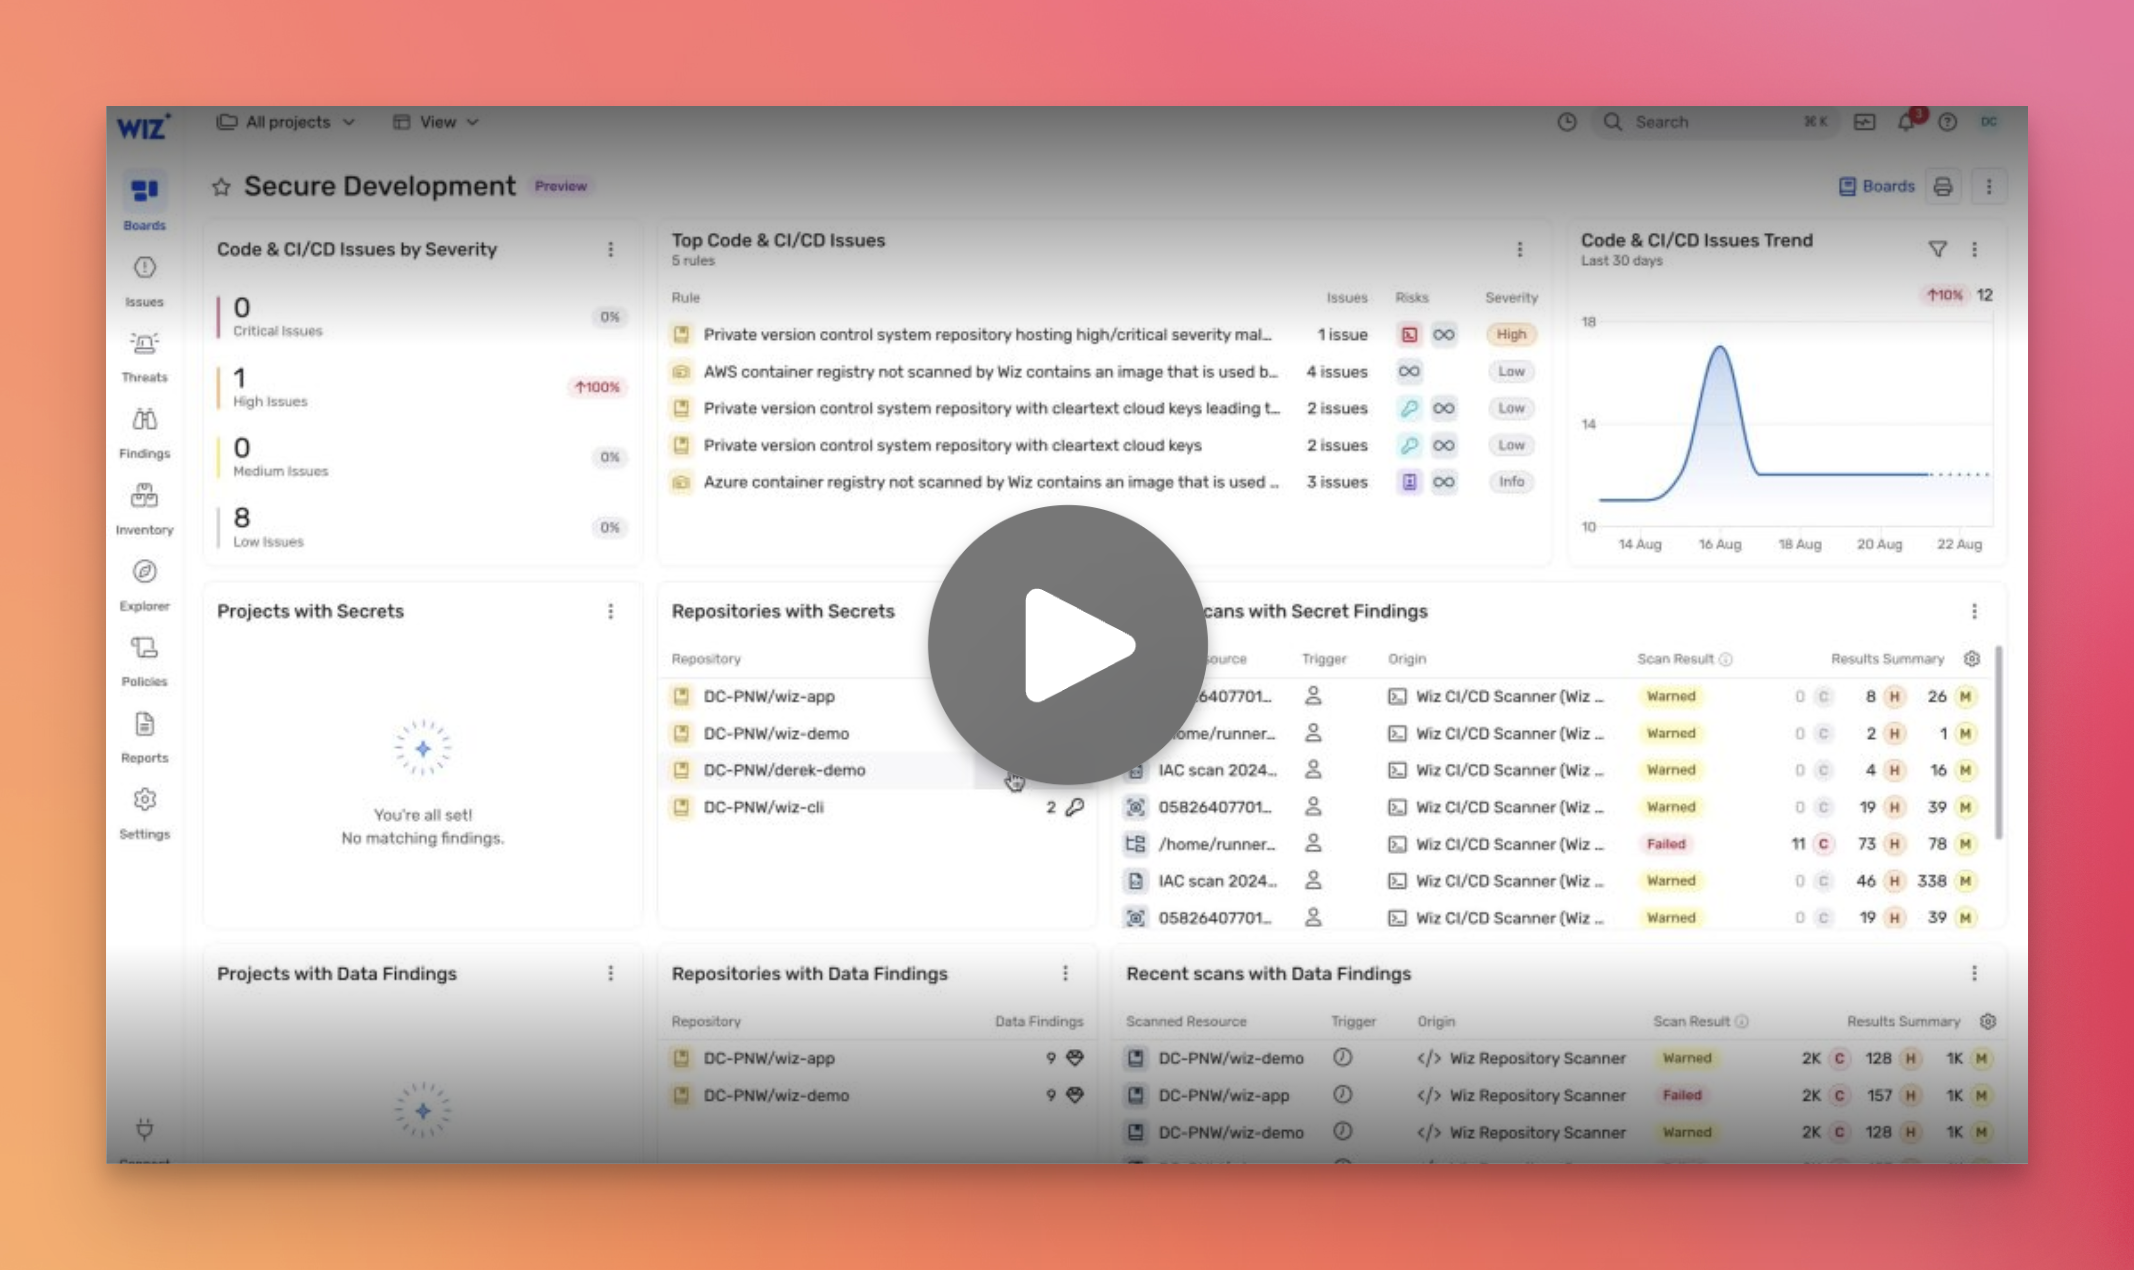 WIZ
All projects
View
Search
⌘ K
3
DC
Secure Development
Preview
Boards
Boards
Issues
Threats
Findings
Inventory
Explorer
Policies
Reports
Settings
Code & CI/CD Issues by Severity
0
Critical Issues
0%
1
High Issues
↑100%
0
Medium Issues
0%
8
Low Issues
0%
Top Code & CI/CD Issues
5 rules
Rule Issues Risks Severity
Private version control system repository hosting high/critical severity mal... 1 issue High
AWS container registry not scanned by Wiz contains an image that is used b... 4 issues Low
Private version control system repository with cleartext cloud keys leading t... 2 issues Low
Private version control system repository with cleartext cloud keys 2 issues Low
Azure container registry not scanned by Wiz contains an image that is used ... 3 issues Info
Code & CI/CD Issues Trend
Last 30 days
↑10% 12
18
14
10
14 Aug 16 Aug 18 Aug 20 Aug 22 Aug
Projects with Secrets
You're all set!
No matching findings.
Repositories with Secrets
Repository
DC-PNW/wiz-app
DC-PNW/wiz-demo
DC-PNW/derek-demo
DC-PNW/wiz-cli 2
cans with Secret Findings
ource Trigger Origin Scan Result Results Summary
6407701... Wiz CI/CD Scanner (Wiz ... Warned 0 C 8 H 26 M
ome/runner... Wiz CI/CD Scanner (Wiz ... Warned 0 C 2 H 1 M
IAC scan 2024... Wiz CI/CD Scanner (Wiz ... Warned 0 C 4 H 16 M
05826407701... Wiz CI/CD Scanner (Wiz ... Warned 0 C 19 H 39 M
/home/runner... Wiz CI/CD Scanner (Wiz ... Failed 11 C 73 H 78 M
IAC scan 2024... Wiz CI/CD Scanner (Wiz ... Warned 0 C 46 H 338 M
05826407701... Wiz CI/CD Scanner (Wiz ... Warned 0 C 19 H 39 M
Projects with Data Findings
Repositories with Data Findings
Repository Data Findings
DC-PNW/wiz-app 9
DC-PNW/wiz-demo 9
Recent scans with Data Findings
Scanned Resource Trigger Origin Scan Result Results Summary
DC-PNW/wiz-demo </> Wiz Repository Scanner Warned 2K C 128 H 1K M
DC-PNW/wiz-app </> Wiz Repository Scanner Failed 2K C 157 H 1K M
DC-PNW/wiz-demo </> Wiz Repository Scanner Warned 2K C 128 H 1K M